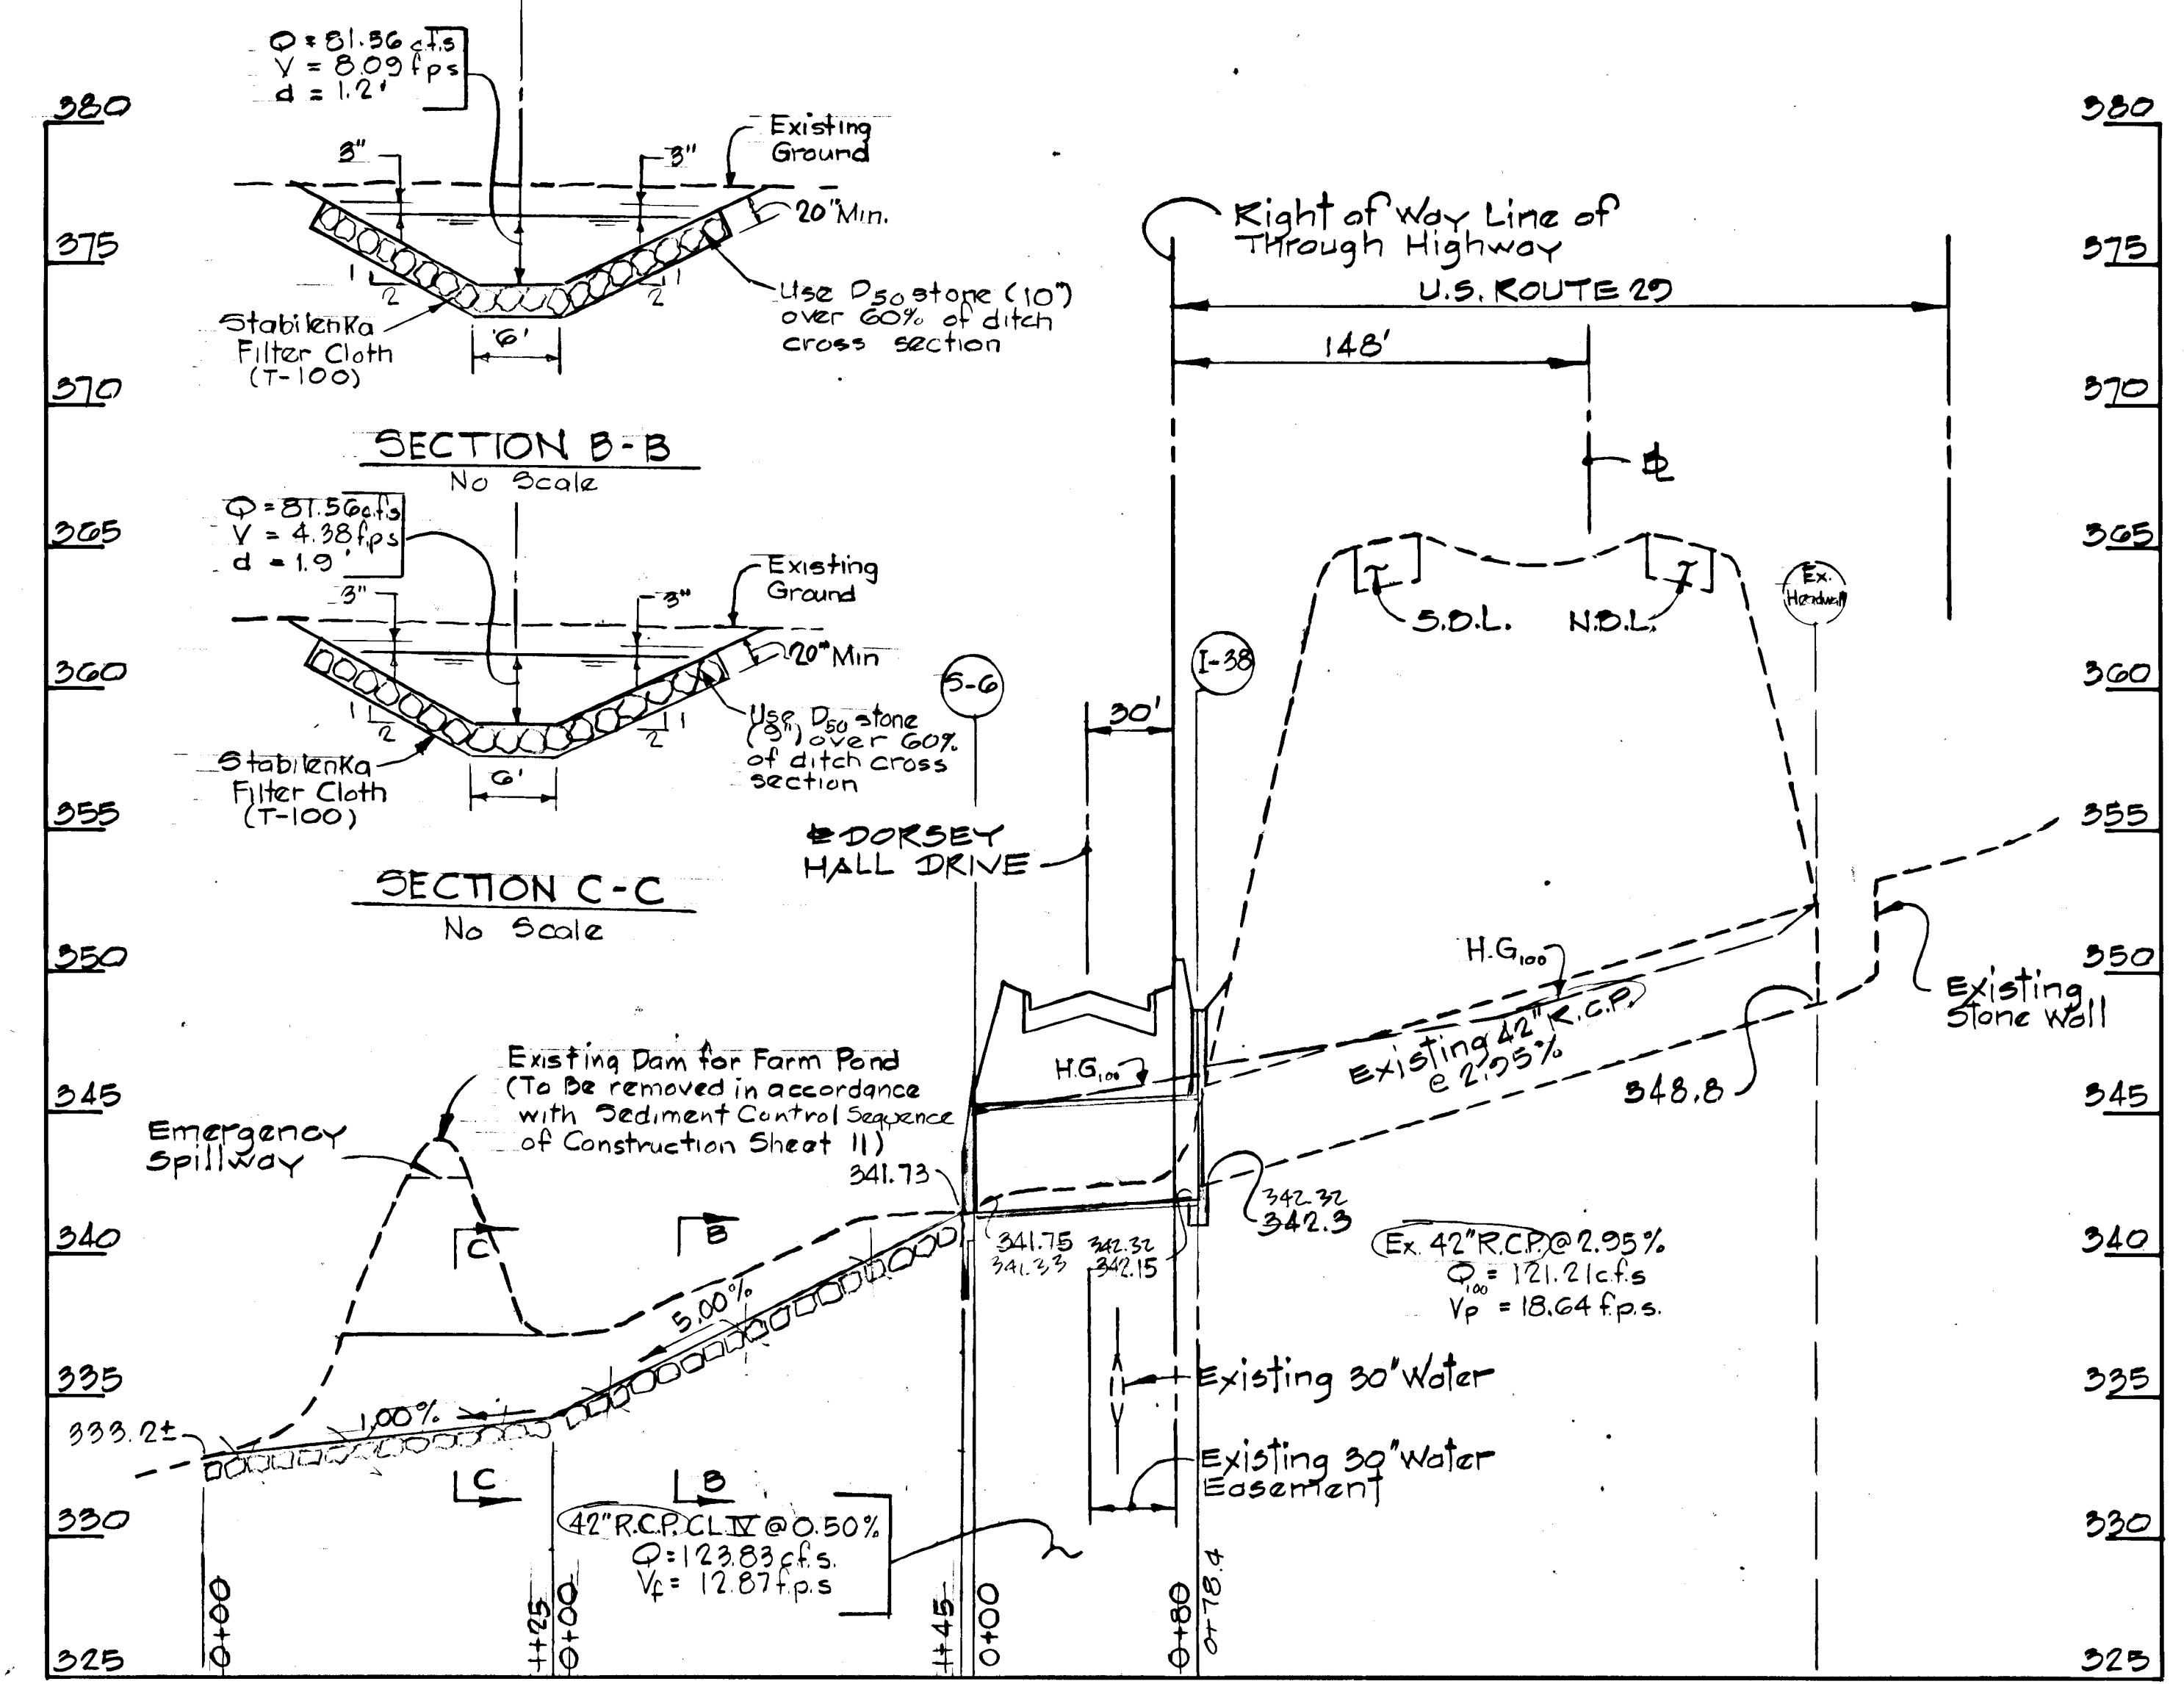 Q = 81.56 c.f.s
V = 8.09 fps
d = 1.2'
3"
3"
Existing
Ground
20" Min.
1
2
1
2
Use D50 stone (10")
over 60% of ditch
cross section
Stabilenka
Filter Cloth
(T-100)
6'
SECTION B-B
No Scale
Q = 81.56 c.f.s
V = 4.38 f.p.s
d = 1.9'
3"
3"
Existing
Ground
20" Min
1
2
1
2
Use D50 stone
(9") over 60%
of ditch cross
section
Stabilenka
Filter Cloth
(T-100)
6'
SECTION C-C
No Scale
380
375
370
365
360
355
350
345
340
335
330
325
380
375
370
365
360
355
350
345
340
335
330
325
Right of Way Line of
Through Highway
U.S. ROUTE 29
148'
℄
S.B.L.
N.B.L.
Ex.
Headwall
S-6
I-38
30'
℄ DORSEY
HALL DRIVE
H.G100
H.G100
Existing 42" R.C.P.
@ 2.95%
348.8
Existing
Stone Wall
Existing Dam for Farm Pond
(To Be removed in accordance
with Sediment Control Sequence
of Construction Sheet 11)
Emergency
Spillway
341.73
C
B
5.00%
341.75
341.33
342.32
342.15
342.32
342.3
Ex. 42" R.C.P. @ 2.95%
Q100 = 121.21 c.f.s
Vp = 18.64 f.p.s.
1.00%
333.2±
C
B
Existing 30" Water
Existing 30" Water
Easement
42" R.C.P. CL. IV @ 0.50%
Q = 123.83 c.f.s.
Vf = 12.87 f.p.s
0+00
1+25
0+00
1+45
0+00
0+80
0+78.4